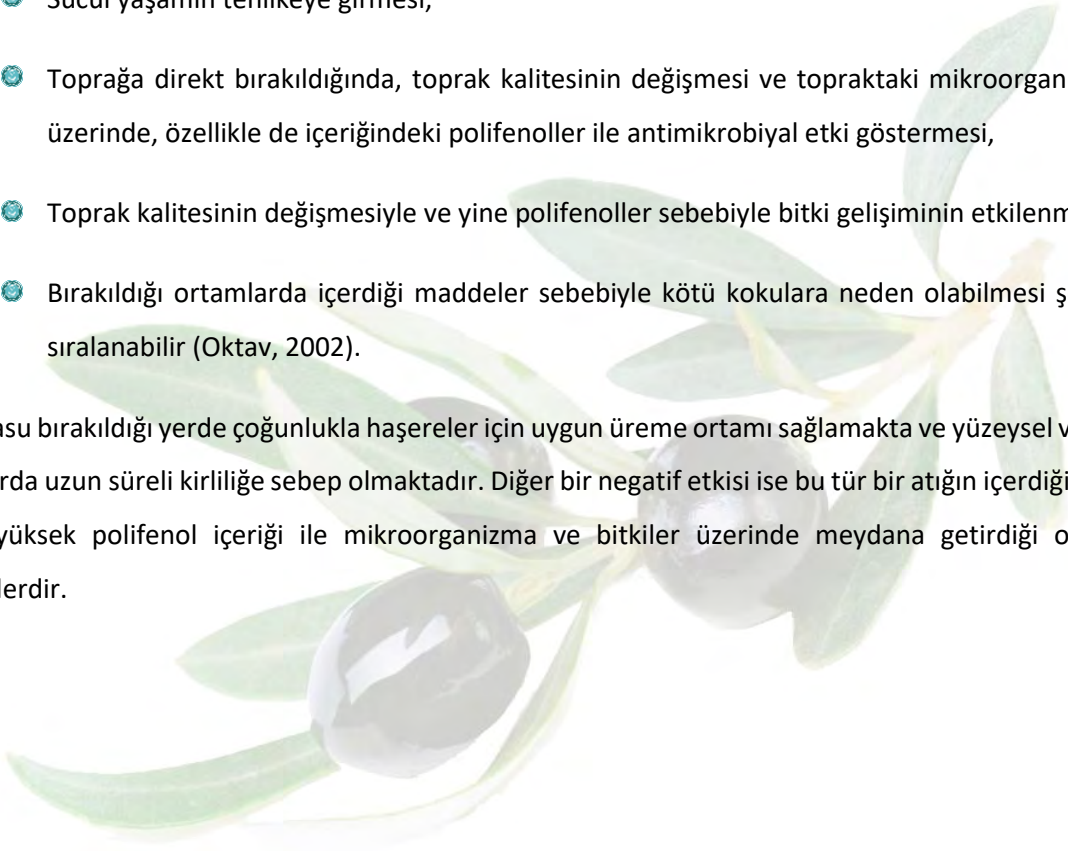 Sucul yaşamın tehlikeye girmesi,
Toprağa direkt bırakıldığında, toprak kalitesinin değişmesi ve topraktaki mikroorgan
üzerinde, özellikle de içeriğindeki polifenoller ile antimikrobiyal etki göstermesi,
Toprak kalitesinin değişmesiyle ve yine polifenoller sebebiyle bitki gelişiminin etkilenm
Bırakıldığı ortamlarda içerdiği maddeler sebebiyle kötü kokulara neden olabilmesi ş
sıralanabilir (Oktav, 2002).
asu bırakıldığı yerde çoğunlukla haşereler için uygun üreme ortamı sağlamakta ve yüzeysel v
rda uzun süreli kirliliğe sebep olmaktadır. Diğer bir negatif etkisi ise bu tür bir atığın içerdiği
yüksek polifenol içeriği ile mikroorganizma ve bitkiler üzerinde meydana getirdiği o
lerdir.